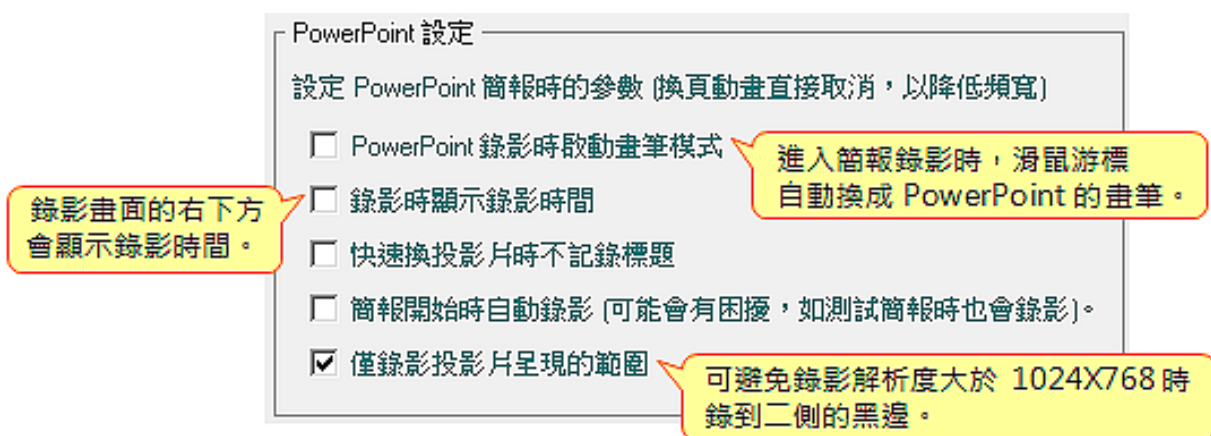 PowerPoint 設定
設定 PowerPoint 簡報時的參數 (換頁動畫直接取消，以降低頻寬)
PowerPoint 錄影時啟動畫筆模式
進入簡報錄影時，滑鼠游標
自動換成 PowerPoint 的畫筆。
錄影畫面的右下方
會顯示錄影時間。
錄影時顯示錄影時間
快速換投影片時不記錄標題
簡報開始時自動錄影 (可能會有困擾，如測試簡報時也會錄影)。
僅錄影投影片呈現的範圍
可避免錄影解析度大於 1024X768 時
錄到二側的黑邊。